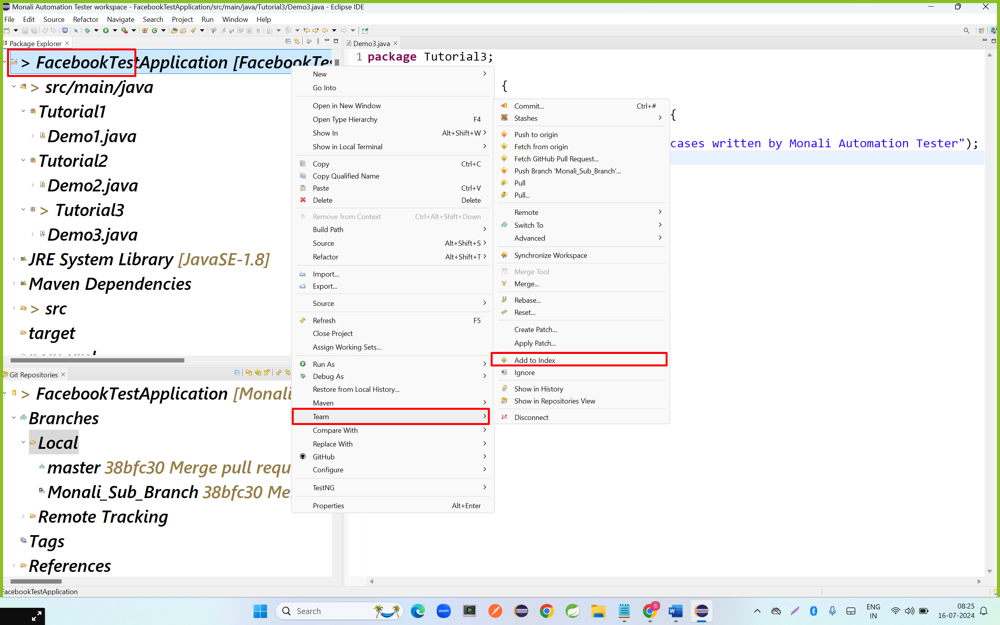 Monali Automation Tester workspace - FacebookTestApplication/src/main/java/Tutorial3/Demo3.java - Eclipse IDE
File Edit Source Refactor Navigate Search Project Run Window Help
Package Explorer
> FacebookTestApplication [FacebookTes
> src/main/java
Tutorial1
Demo1.java
Tutorial2
Demo2.java
> Tutorial3
Demo3.java
JRE System Library [JavaSE-1.8]
Maven Dependencies
> src
target
Git Repositories
> FacebookTestApplication [Monali
Branches
Local
master 38bfc30 Merge pull requ
Monali_Sub_Branch 38bfc30 Me
Remote Tracking
Tags
References
FacebookTestApplication
Demo3.java
1 package Tutorial3;
{
{
cases written by Monali Automation Tester");
New
Go Into
Open in New Window
Open Type Hierarchy F4
Show In Alt+Shift+W >
Show in Local Terminal
Copy Ctrl+C
Copy Qualified Name
Paste Ctrl+V
Delete Delete
Remove from Context Ctrl+Alt+Shift+Down
Build Path
Source Alt+Shift+S >
Refactor Alt+Shift+T >
Import...
Export...
Source
Refresh F5
Close Project
Assign Working Sets...
Run As
Debug As
Restore from Local History...
Maven
Team
Compare With
Replace With
GitHub
Configure
TestNG
Properties Alt+Enter
Commit... Ctrl+#
Stashes
Push to origin
Fetch from origin
Fetch GitHub Pull Request...
Push Branch 'Monali_Sub_Branch'...
Pull
Pull...
Remote
Switch To
Advanced
Synchronize Workspace
Merge Tool
Merge...
Rebase...
Reset...
Create Patch...
Apply Patch...
Add to Index
Ignore
Show in History
Show in Repositories View
Disconnect
Search
zoom
S
W
ENG
IN
08:25
16-07-2024